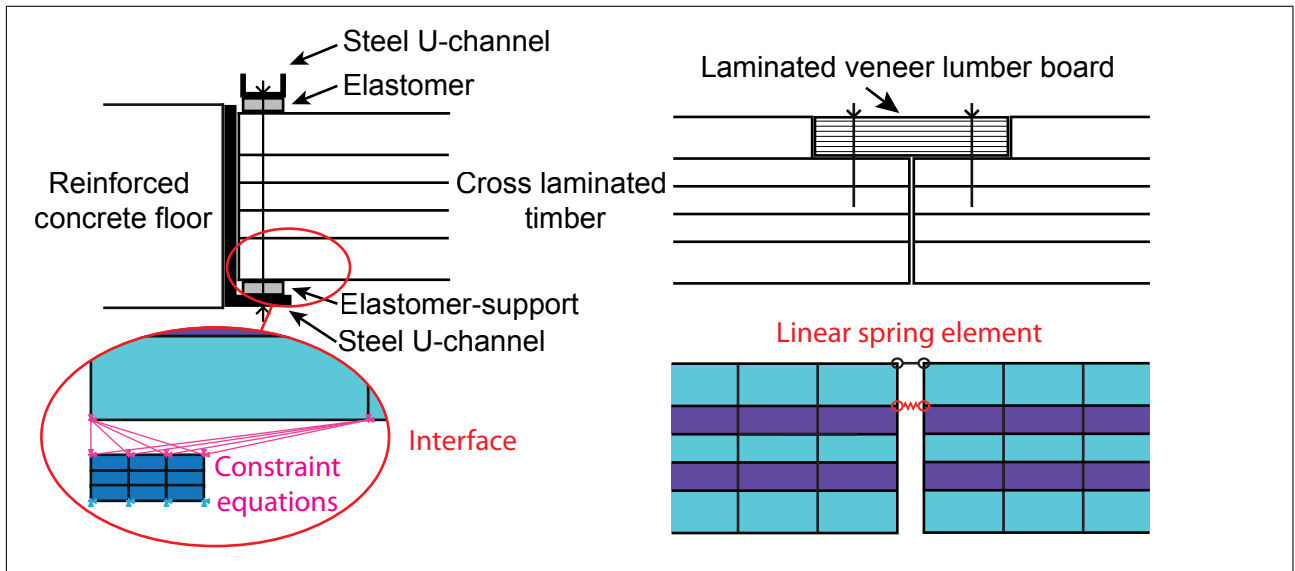 Steel U-channel
Elastomer
Reinforced
concrete floor
Cross laminated
timber
Elastomer-support
Steel U-channel
Interface
Constraint
equations
Laminated veneer lumber board
Linear spring element